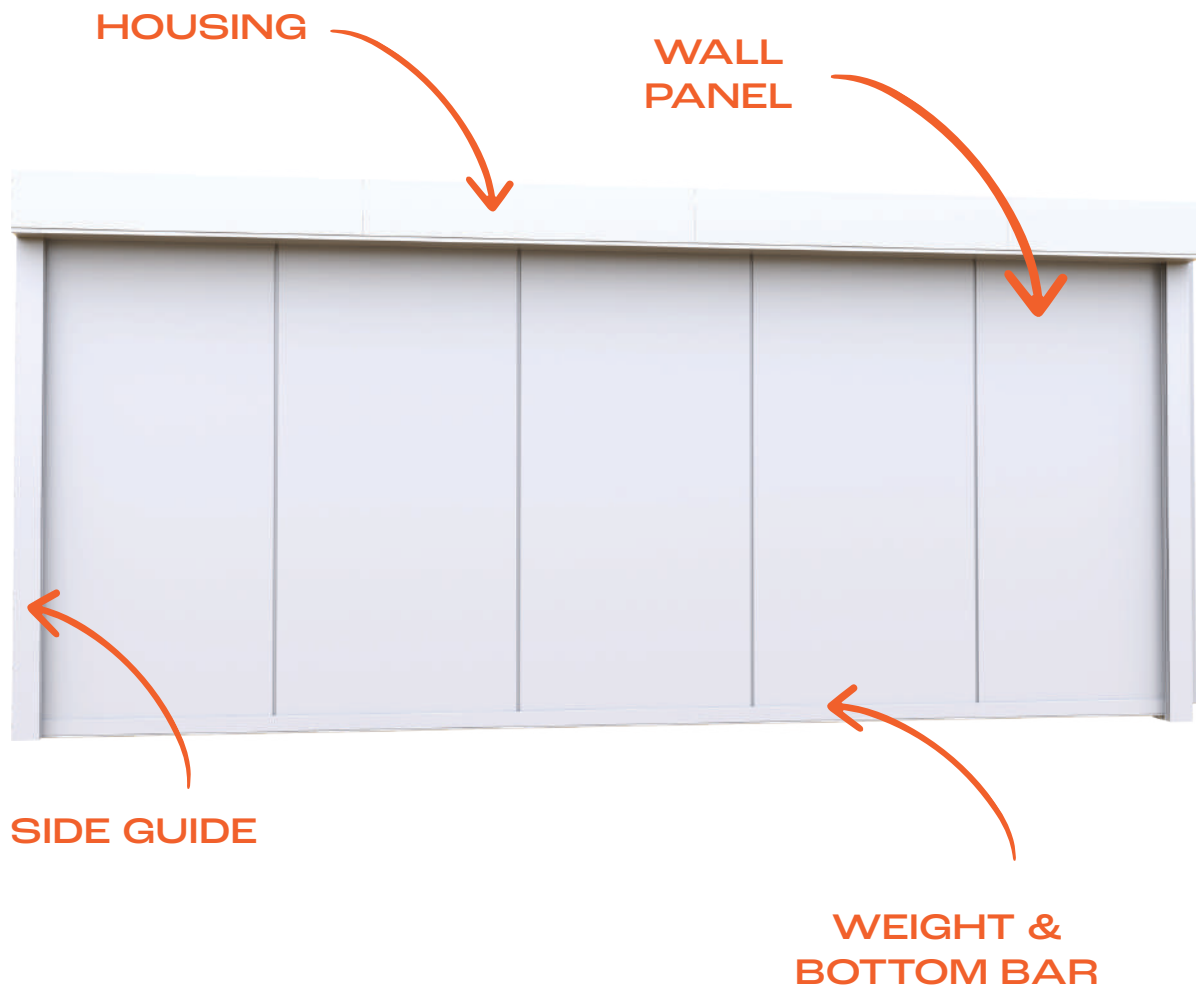 HOUSING
WALL
PANEL
SIDE GUIDE
WEIGHT &
BOTTOM BAR